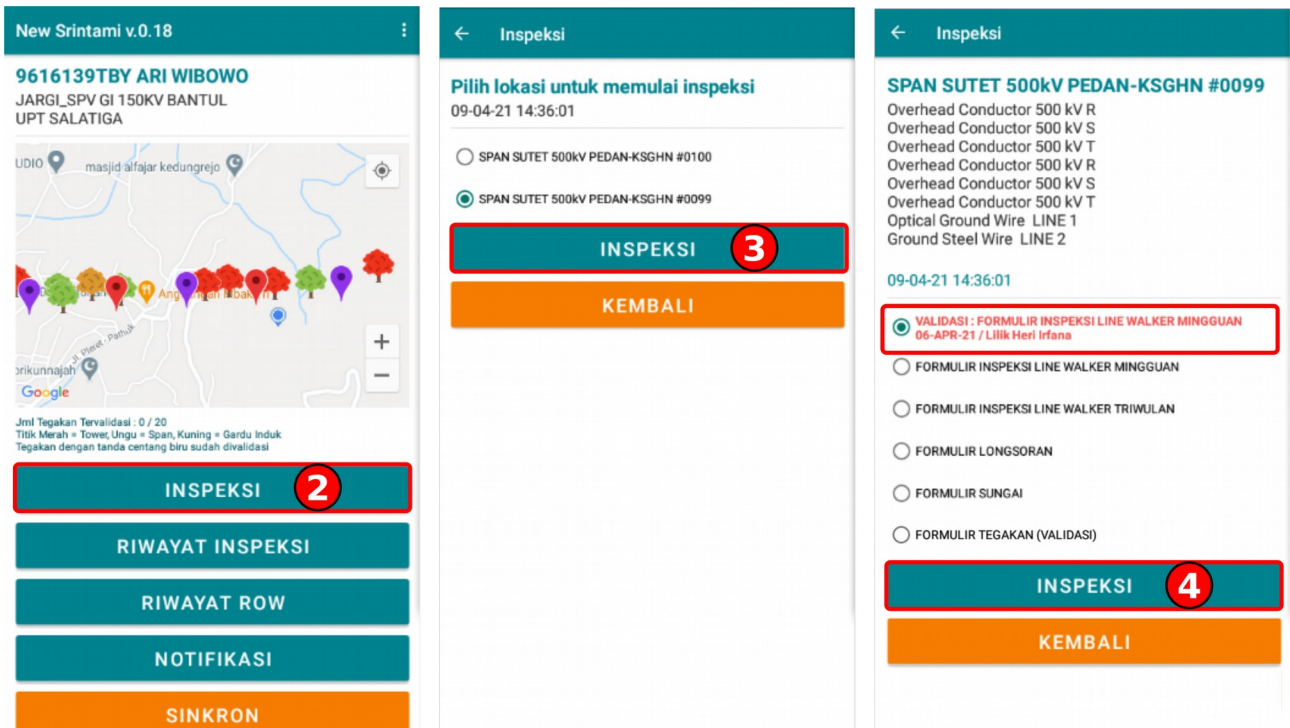 New Srintami v.0.18
9616139TBY ARI WIBOWO
JARGI_SPV GI 150KV BANTUL
UPT SALATIGA
UDIO
masjid alfajar kedungrejo
Jl. Pleret - Pathuk
orikunnajah
Google
+
−
Jml Tegakan Tervalidasi : 0 / 20
Titik Merah = Tower, Ungu = Span, Kuning = Gardu Induk
Tegakan dengan tanda centang biru sudah divalidasi
INSPEKSI 2
RIWAYAT INSPEKSI
RIWAYAT ROW
NOTIFIKASI
SINKRON
Inspeksi
Pilih lokasi untuk memulai inspeksi
09-04-21 14:36:01
SPAN SUTET 500kV PEDAN-KSGHN #0100
SPAN SUTET 500kV PEDAN-KSGHN #0099
INSPEKSI 3
KEMBALI
Inspeksi
SPAN SUTET 500kV PEDAN-KSGHN #0099
Overhead Conductor 500 kV R
Overhead Conductor 500 kV S
Overhead Conductor 500 kV T
Overhead Conductor 500 kV R
Overhead Conductor 500 kV S
Overhead Conductor 500 kV T
Optical Ground Wire LINE 1
Ground Steel Wire LINE 2
09-04-21 14:36:01
VALIDASI : FORMULIR INSPEKSI LINE WALKER MINGGUAN
06-APR-21 / Lilik Heri Irfana
FORMULIR INSPEKSI LINE WALKER MINGGUAN
FORMULIR INSPEKSI LINE WALKER TRIWULAN
FORMULIR LONGSORAN
FORMULIR SUNGAI
FORMULIR TEGAKAN (VALIDASI)
INSPEKSI 4
KEMBALI